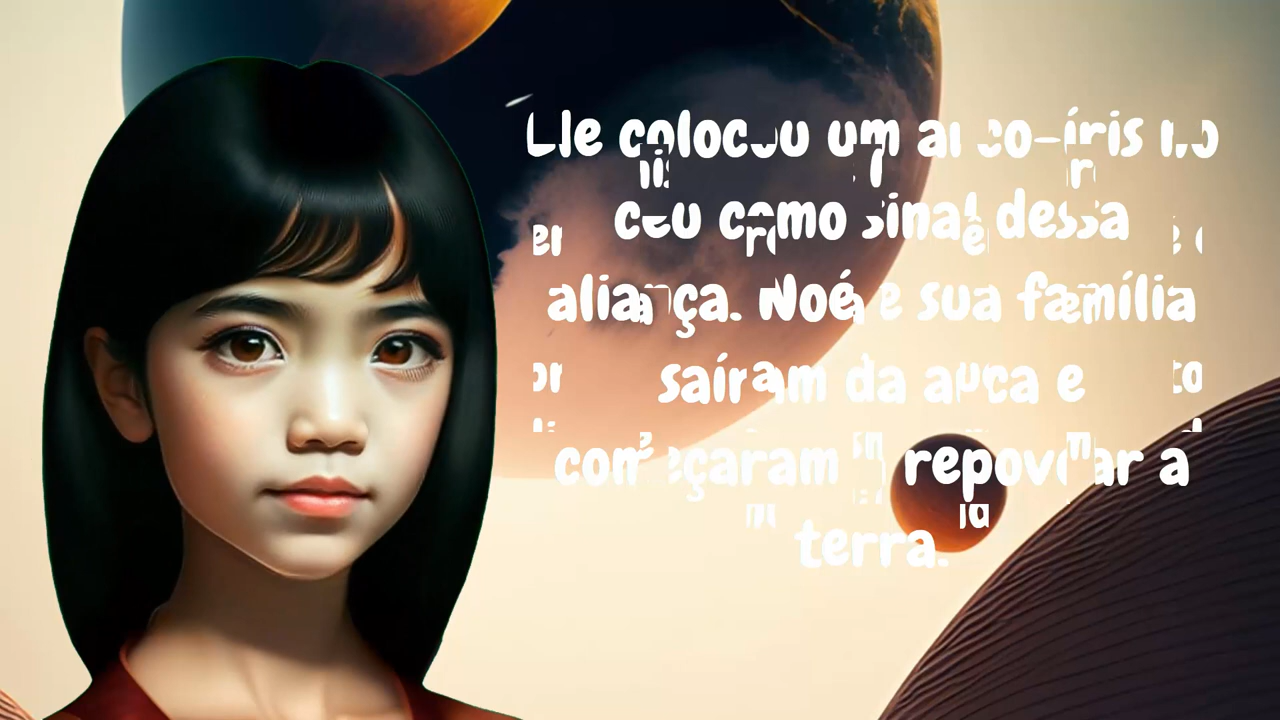 Ele colocou um arco-íris no
céu como sinal dessa
aliança. Noé e sua família
saíram da arca e
começaram a repovoar a
terra.